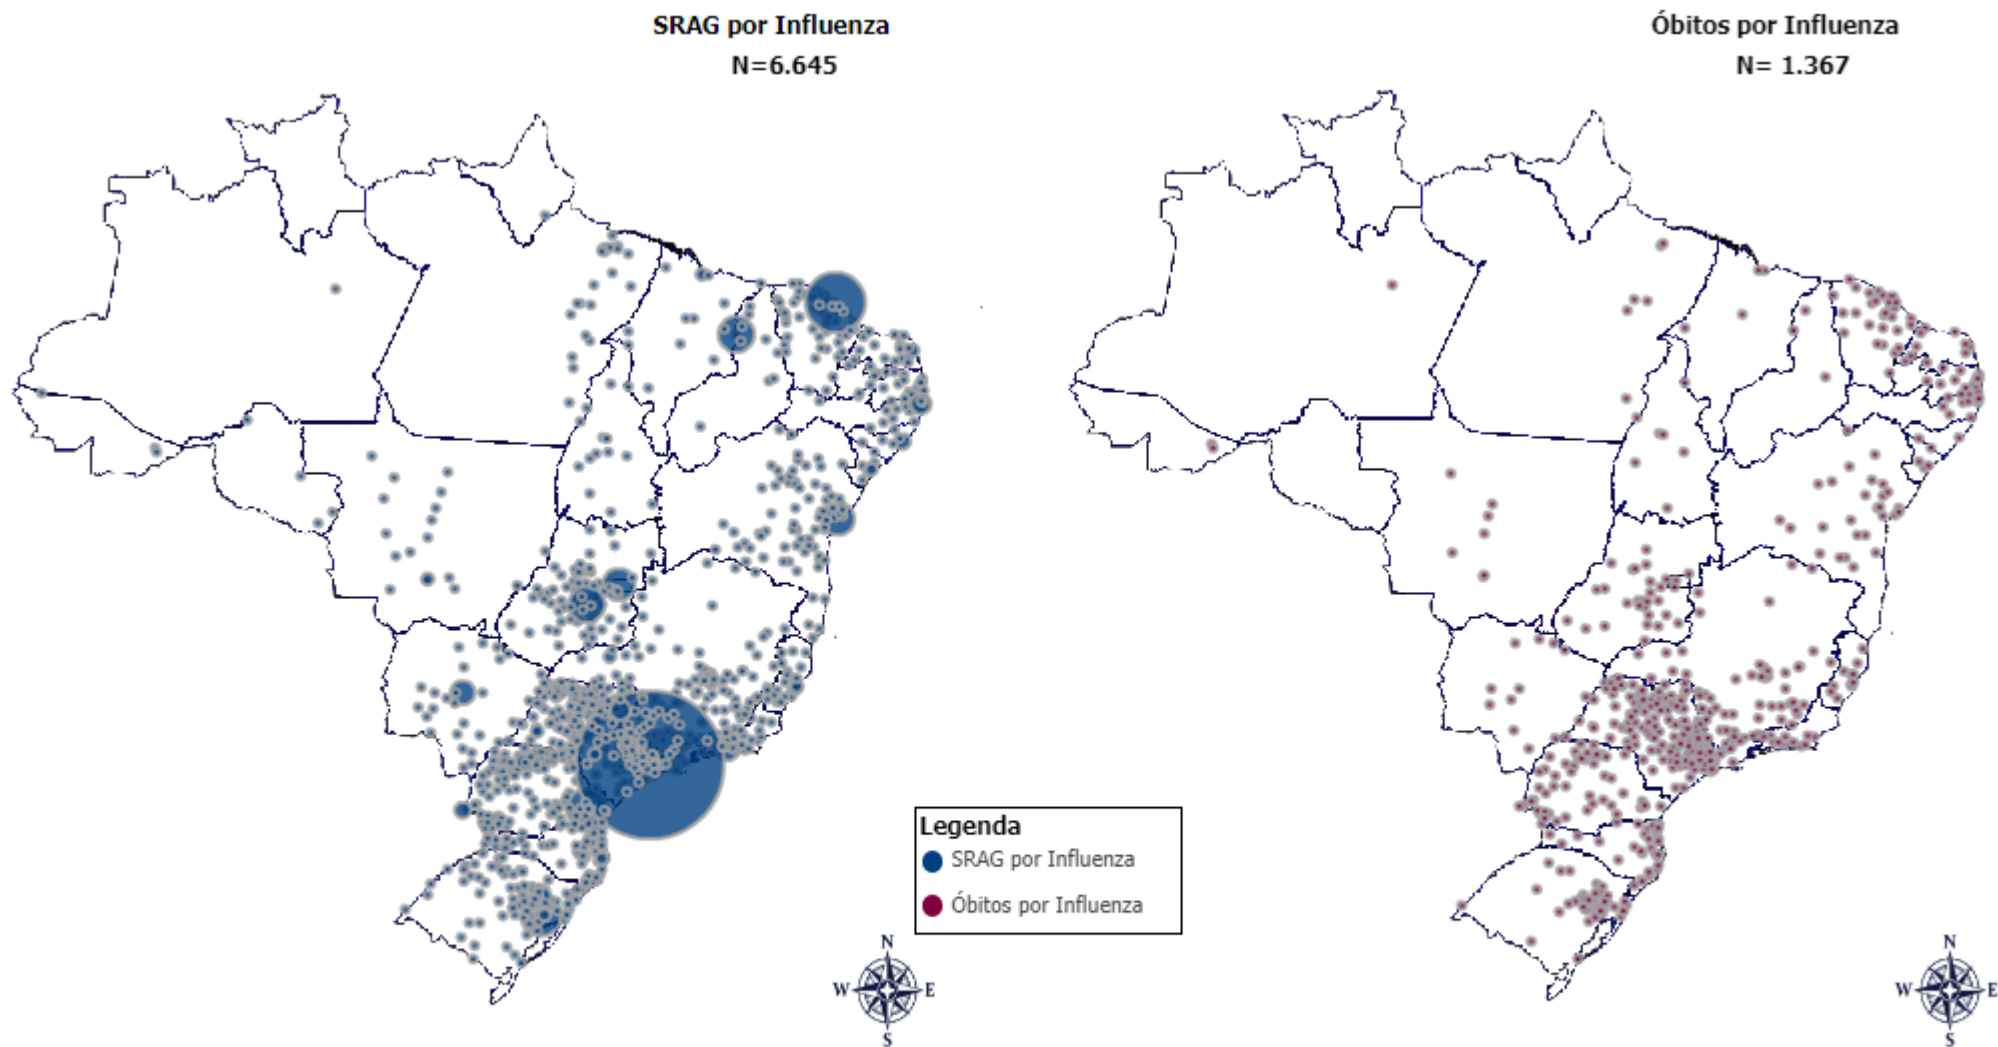 SRAG por Influenza
N=6.645
Óbitos por Influenza
N= 1.367
Legenda
SRAG por Influenza
Óbitos por Influenza
N
W E
S
N
W E
S